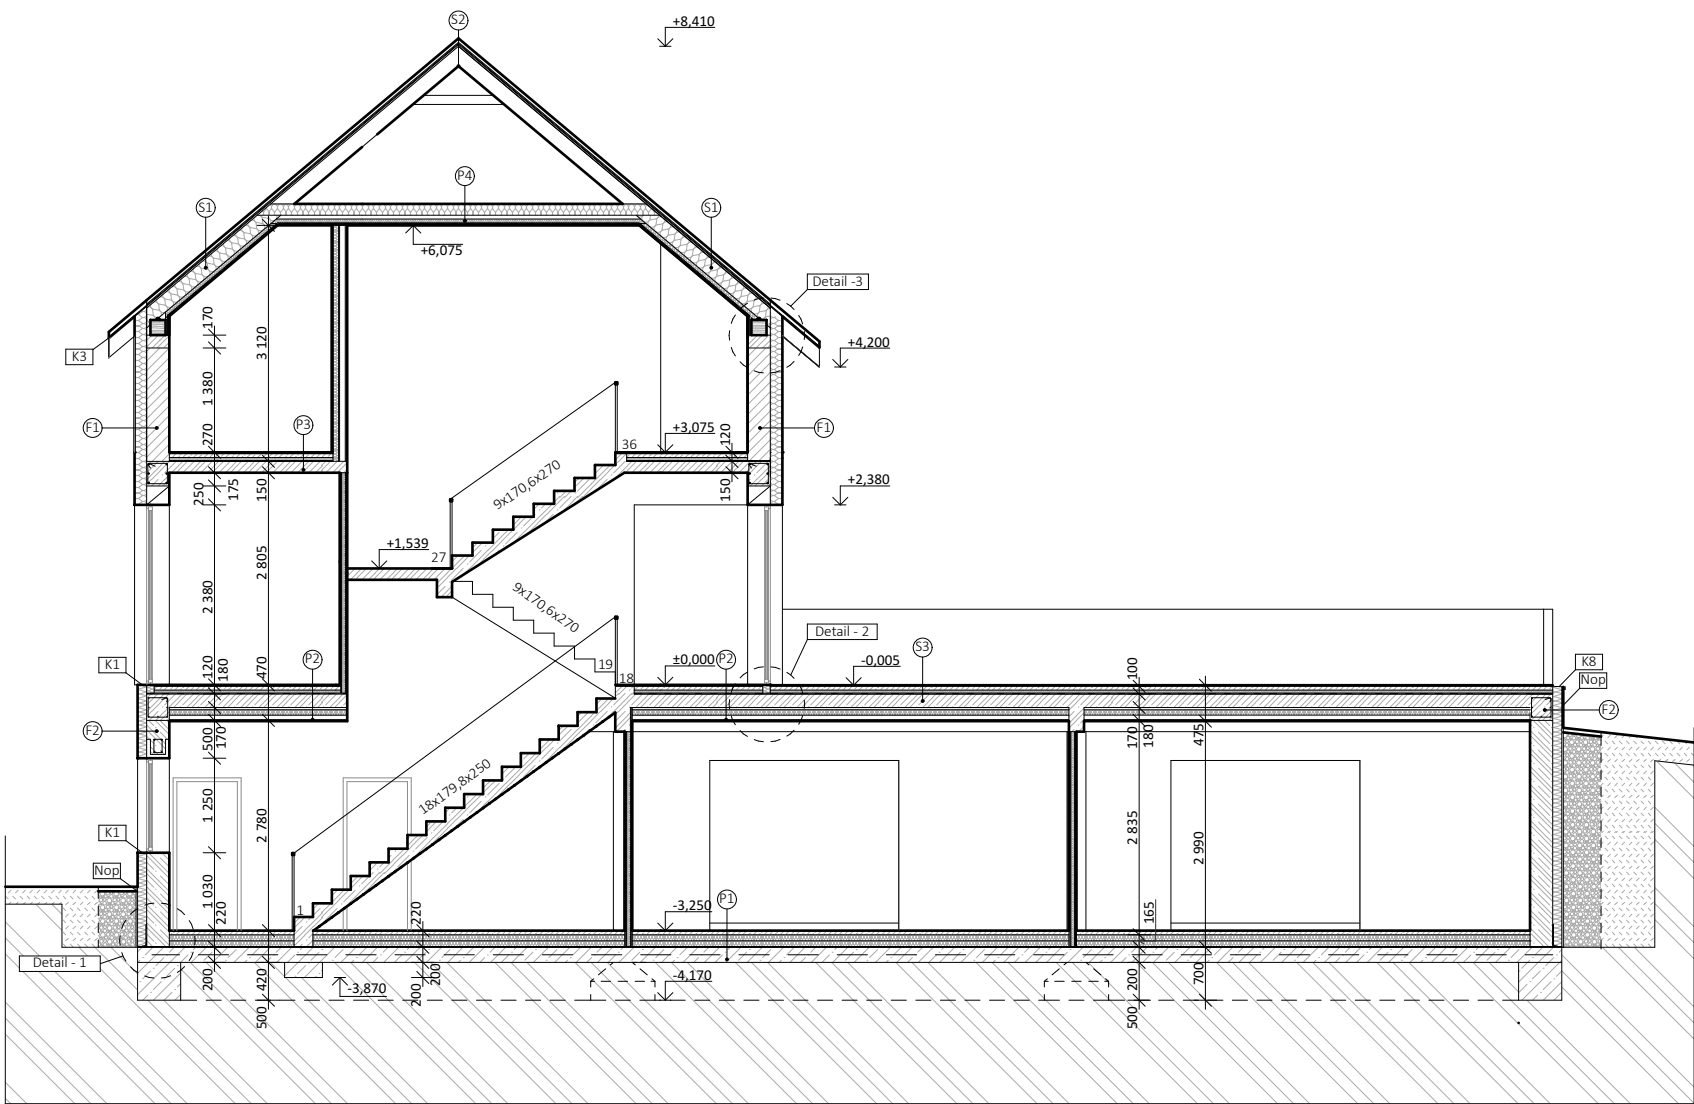 S2
+8,410
P4
S1
S1
+6,075
Detail -3
170
3 120
K3
+4,200
1 380
F1
P3
270
+3,075
120
F1
36
9x170,6x270
250
175
150
150
+2,380
+1,539
27
2 805
2 380
9x170,6x270
Detail - 2
S3
K1
120
180
470
P2
19
18
±0,000
P2
-0,005
100
K8
Nop
F2
F2
500
170
170
180
475
18x179,8x250
1 250
2 780
2 835
2 990
K1
Nop
1 030
220
1
220
-3,250
P1
165
Detail - 1
200
420
500
-3,870
200
200
-4,170
200
500
700